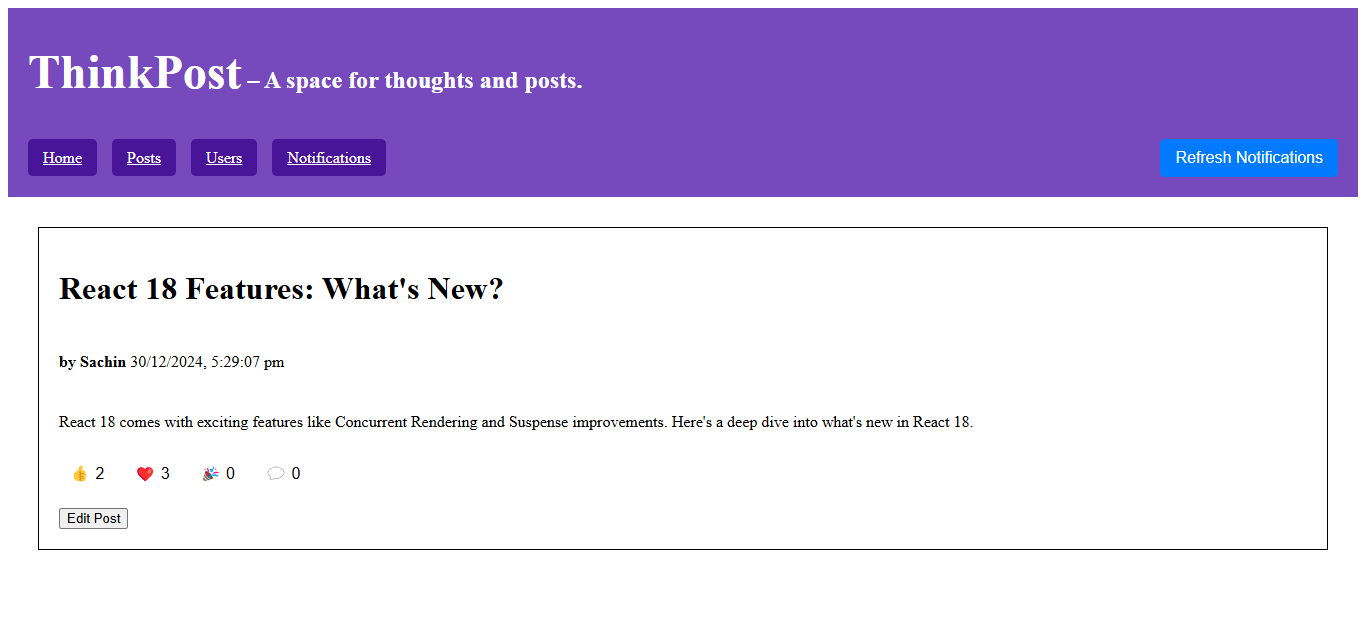 ThinkPost – A space for thoughts and posts.
Home Posts Users Notifications Refresh Notifications
React 18 Features: What's New?
by Sachin 30/12/2024, 5:29:07 pm
React 18 comes with exciting features like Concurrent Rendering and Suspense improvements. Here's a deep dive into what's new in React 18.
👍 2 ❤️ 3 🎉 0 💬 0
Edit Post